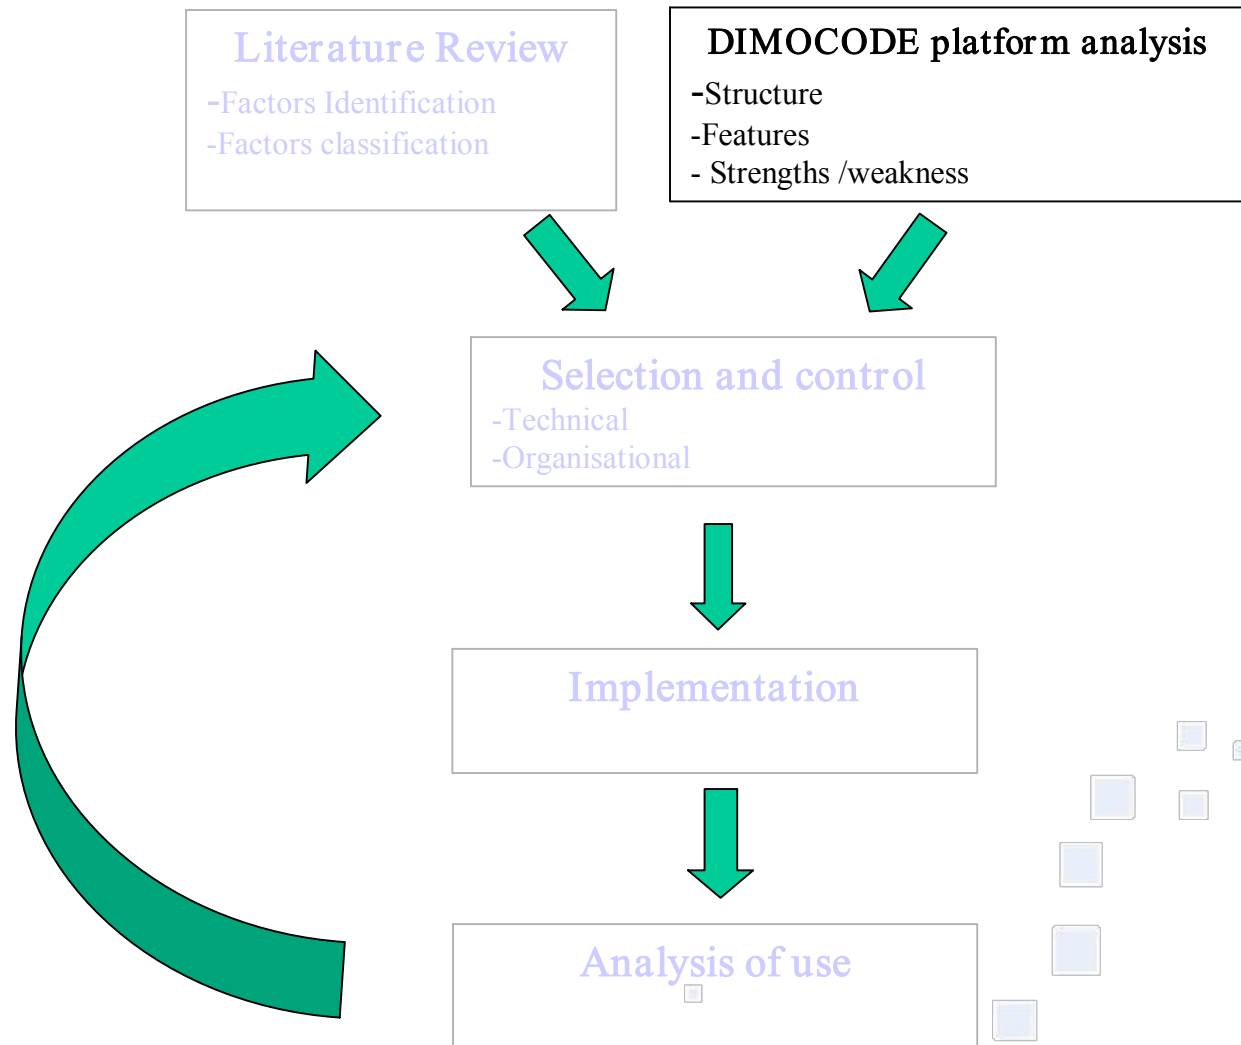 Literature Review
-Factors Identification
-Factors classification
DIMOCODE platform analysis
-Structure
-Features
- Strengths /weakness
Selection and control
-Technical
-Organisational
Implementation
Analysis of use